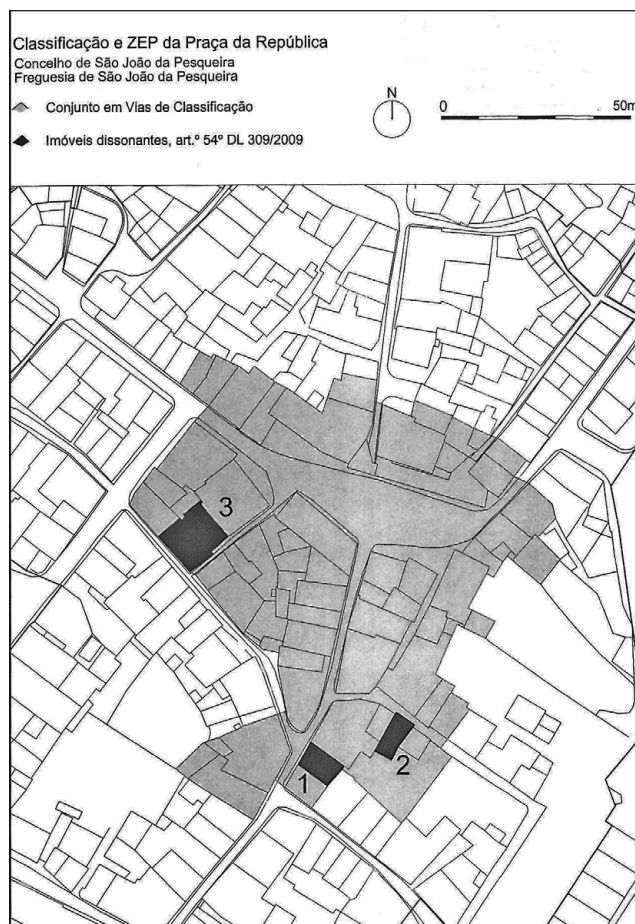 Classificação e ZEP da Praça da República
Concelho de São João da Pesqueira
Freguesia de São João da Pesqueira
Conjunto em Vias de Classificação
Imóveis dissonantes, art.º 54º DL 309/2009
N
0 50m
3
2
1